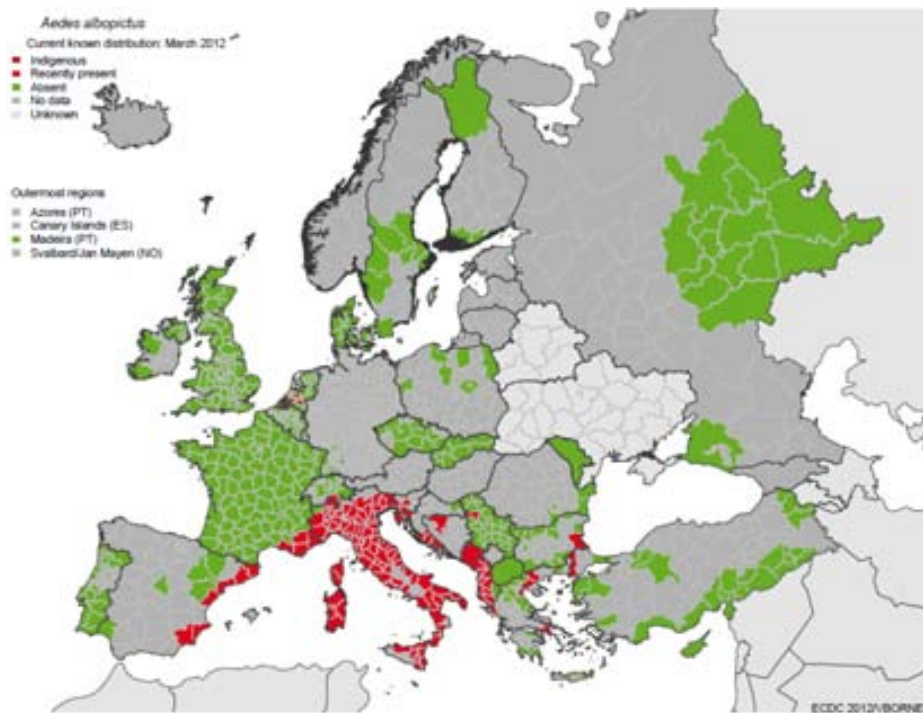 Aedes albopictus
Current known distribution: March 2012
Indigenous
Recently present
Absent
No data
Unknown
Outermost regions
Azores (PT)
Canary Islands (ES)
Madeira (PT)
Svalbard/Jan Mayen (NO)
ECDC 2012/VBORNE